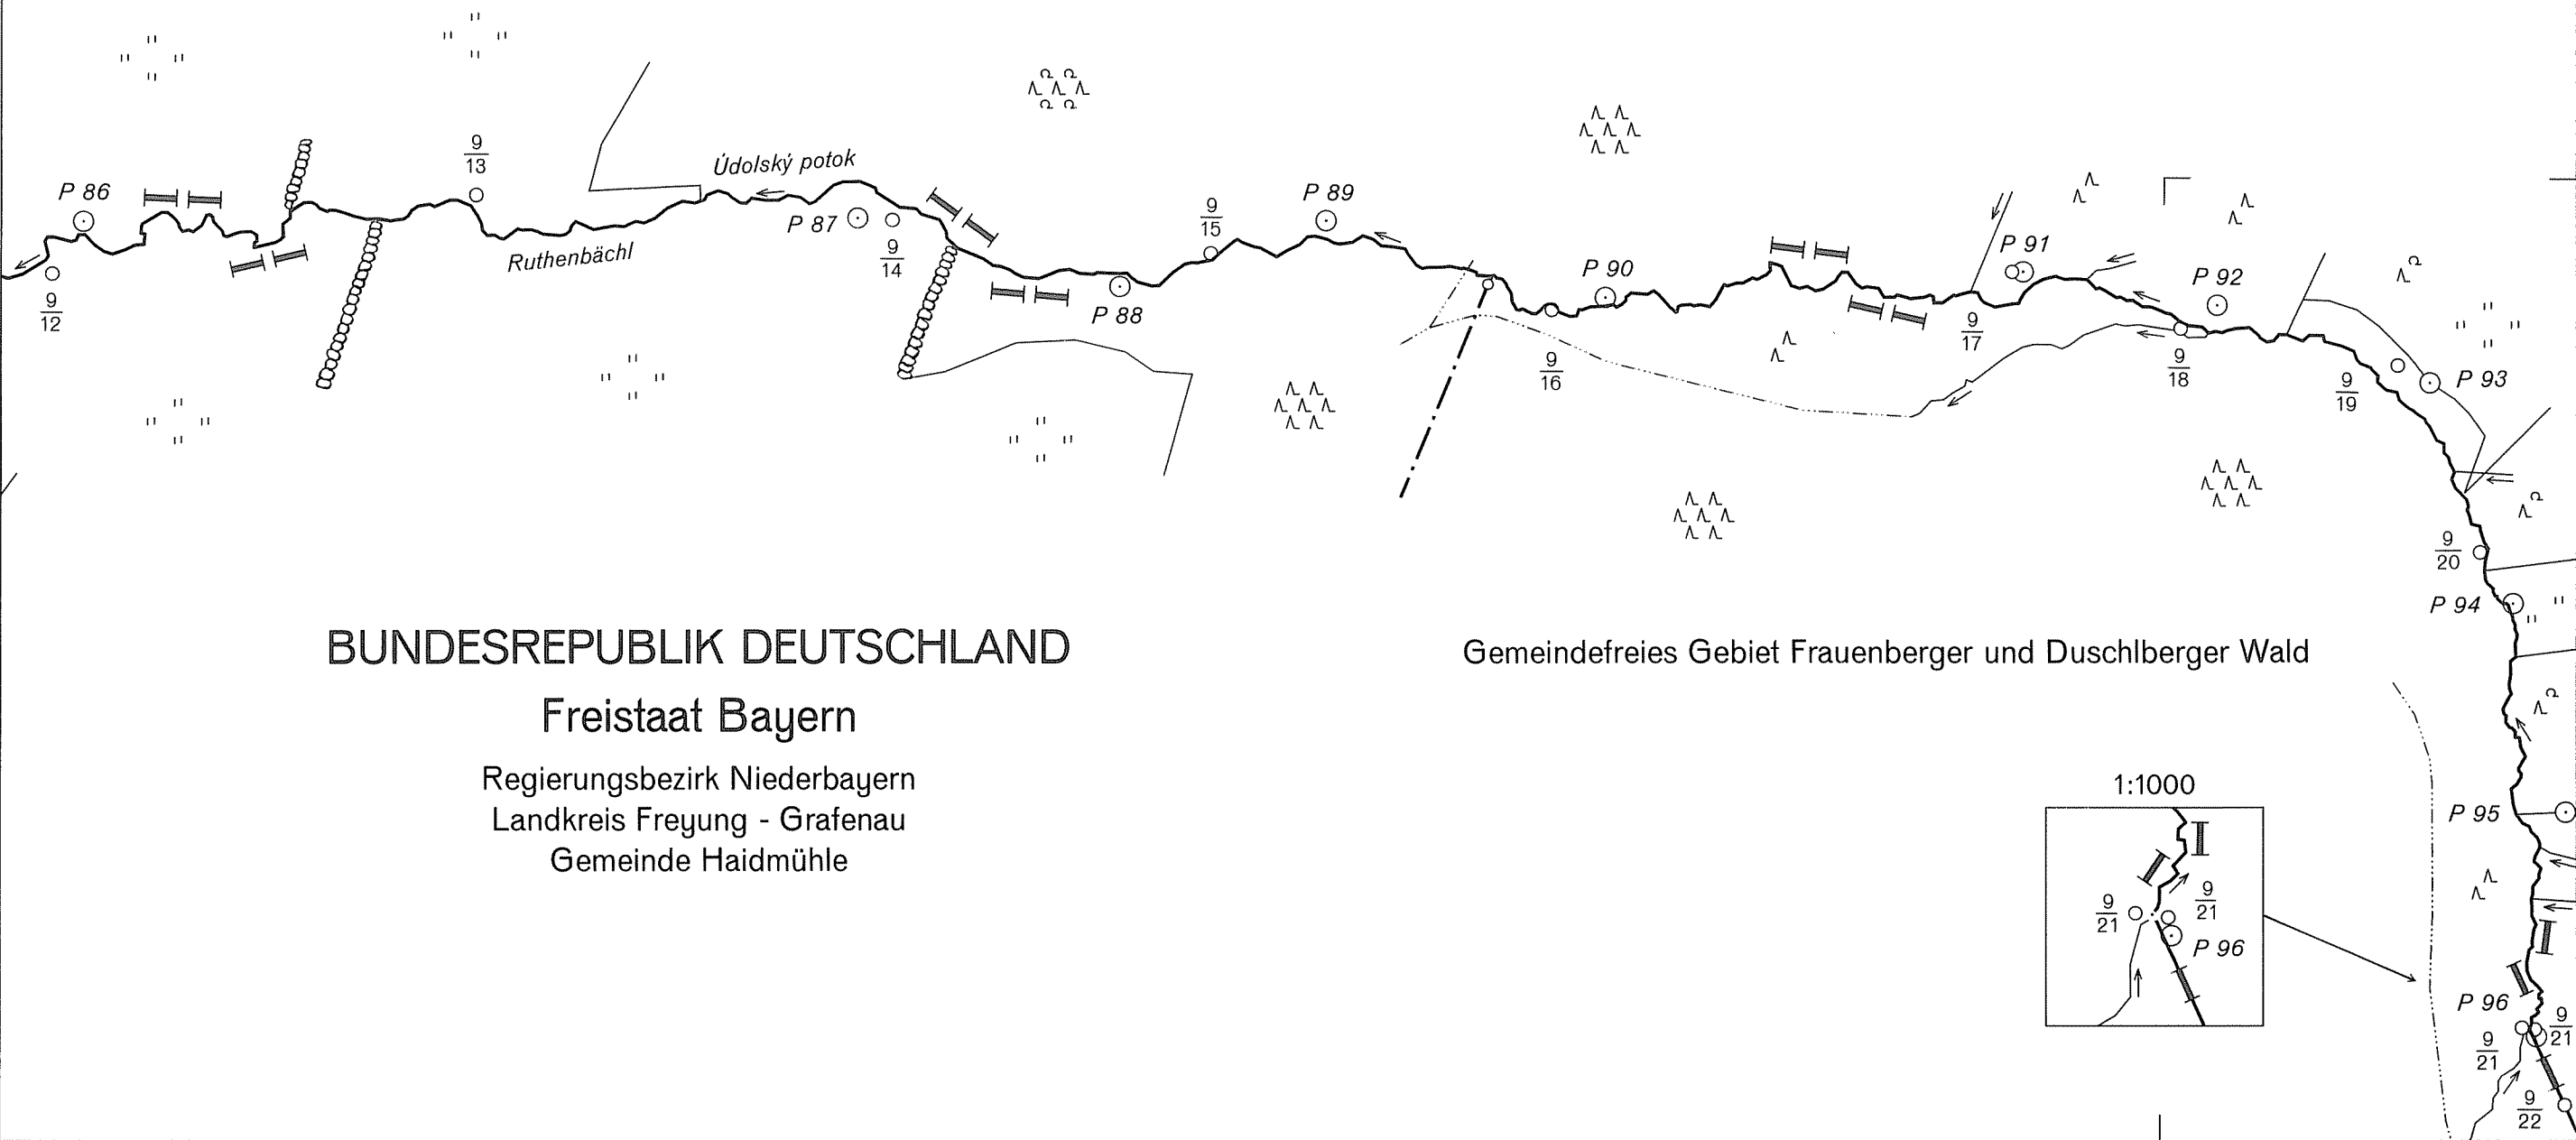 9
13
Údolský potok
P 86
P 89
9
15
P 87
P 91
Ruthenbächl
9
14
P 90
P 92
9
12
P 88
9
17
9
16
9
18
9
19
P 93
9
20
P 94
BUNDESREPUBLIK DEUTSCHLAND
Gemeindefreies Gebiet Frauenberger und Duschlberger Wald
Freistaat Bayern
Regierungsbezirk Niederbayern
Landkreis Freyung - Grafenau
Gemeinde Haidmühle
1:1000
P 95
9
21
9
21
P 96
P 96
9
21
9
21
9
22